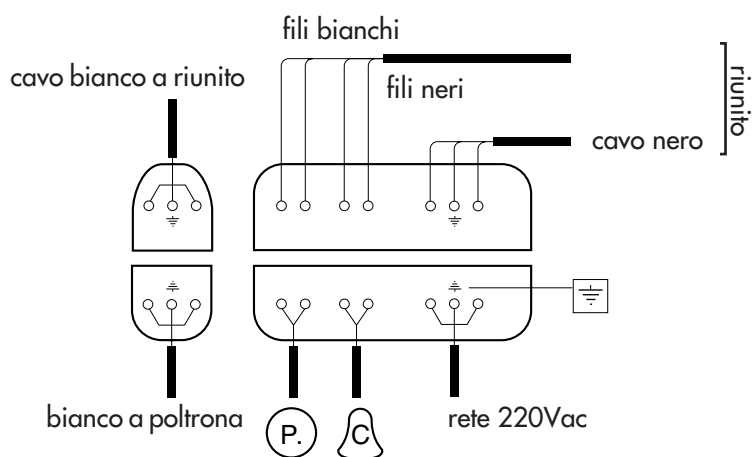 fili bianchi
cavo bianco a riunito
fili neri
riunito
cavo nero
bianco a poltrona
P.
C
rete 220Vac